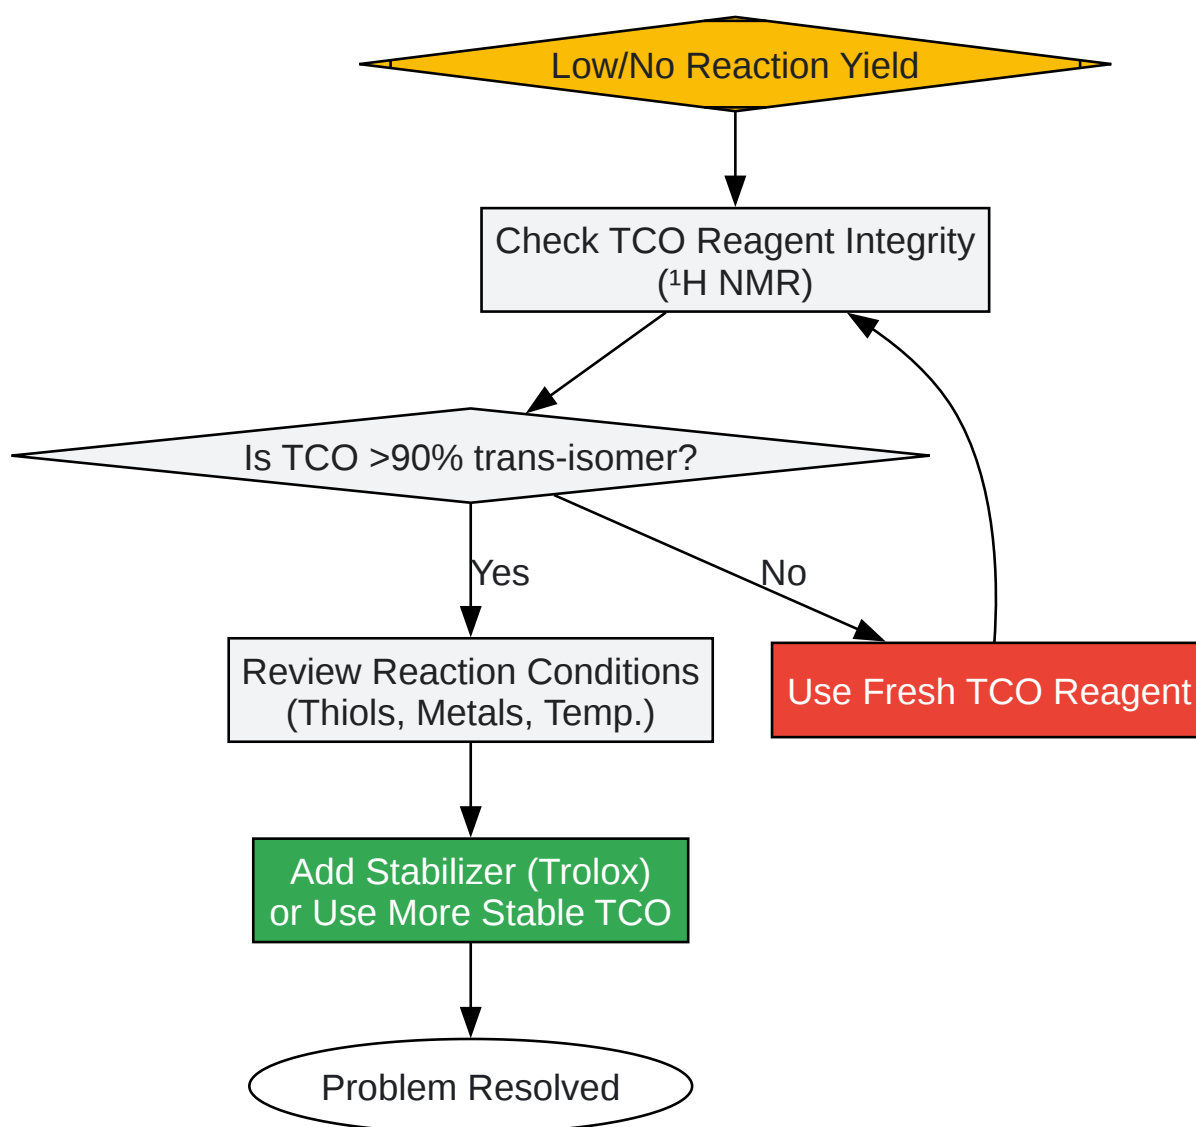 Low/No Reaction Yield
Check TCO Reagent Integrity
(¹H NMR)
Is TCO >90% trans-isomer?
Yes
No
Review Reaction Conditions
(Thiols, Metals, Temp.)
Use Fresh TCO Reagent
Add Stabilizer (Trolox)
or Use More Stable TCO
Problem Resolved